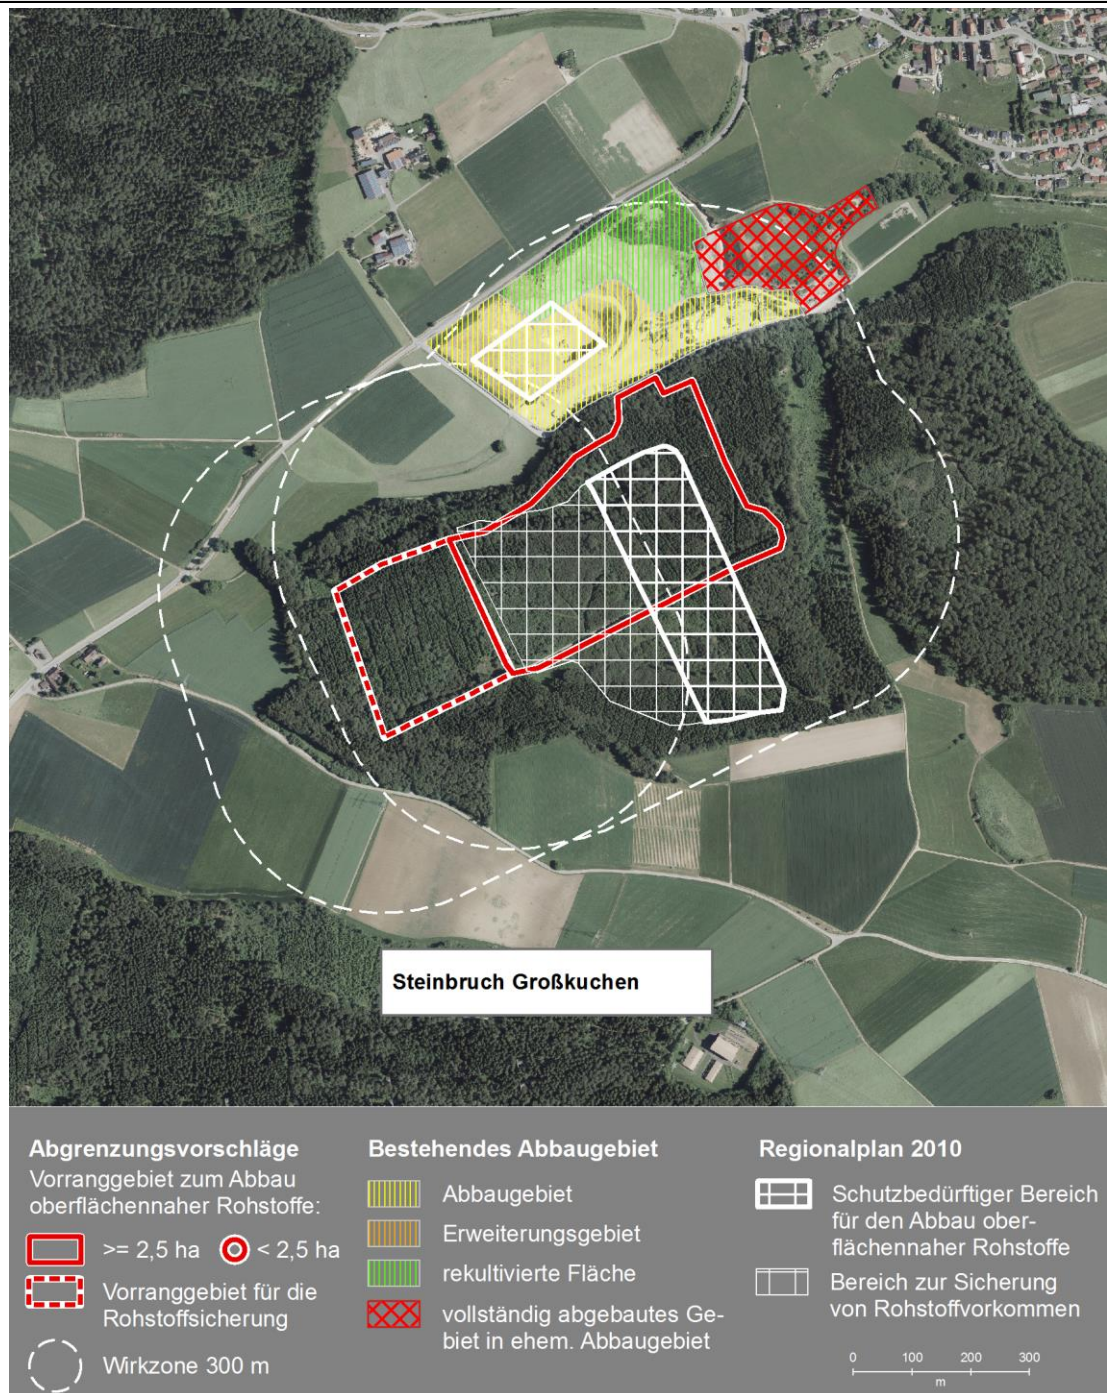 Steinbruch Großkuchen
Abgrenzungsvorschläge
Vorranggebiet zum Abbau
oberflächennaher Rohstoffe:
>= 2,5 ha
< 2,5 ha
Vorranggebiet für die
Rohstoffsicherung
Wirkzone 300 m
Bestehendes Abbaugebiet
Abbaugebiet
Erweiterungsgebiet
rekultivierte Fläche
vollständig abgebautes Ge-
biet in ehem. Abbaugebiet
Regionalplan 2010
Schutzbedürftiger Bereich
für den Abbau ober-
flächennaher Rohstoffe
Bereich zur Sicherung
von Rohstoffvorkommen
0 100 200 300
m